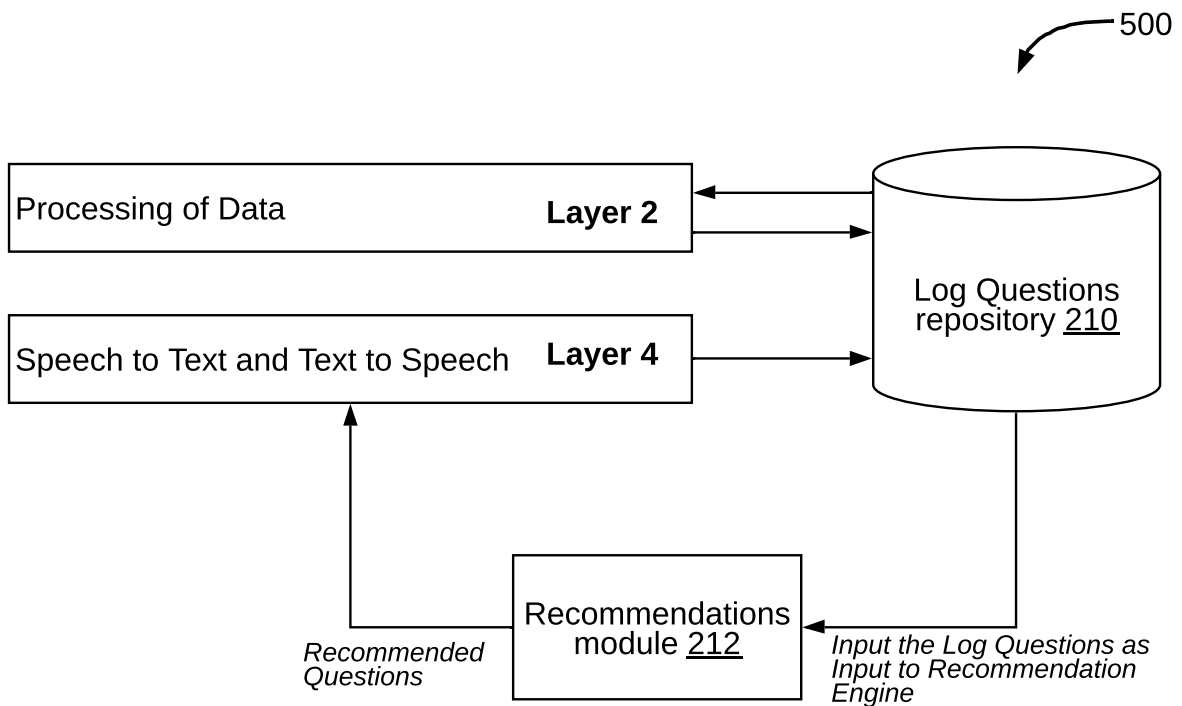 500
Processing of Data
Layer 2
Log Questions
repository 210
Speech to Text and Text to Speech
Layer 4
Recommendations
module 212
Recommended
Questions
Input the Log Questions as
Input to Recommendation
Engine